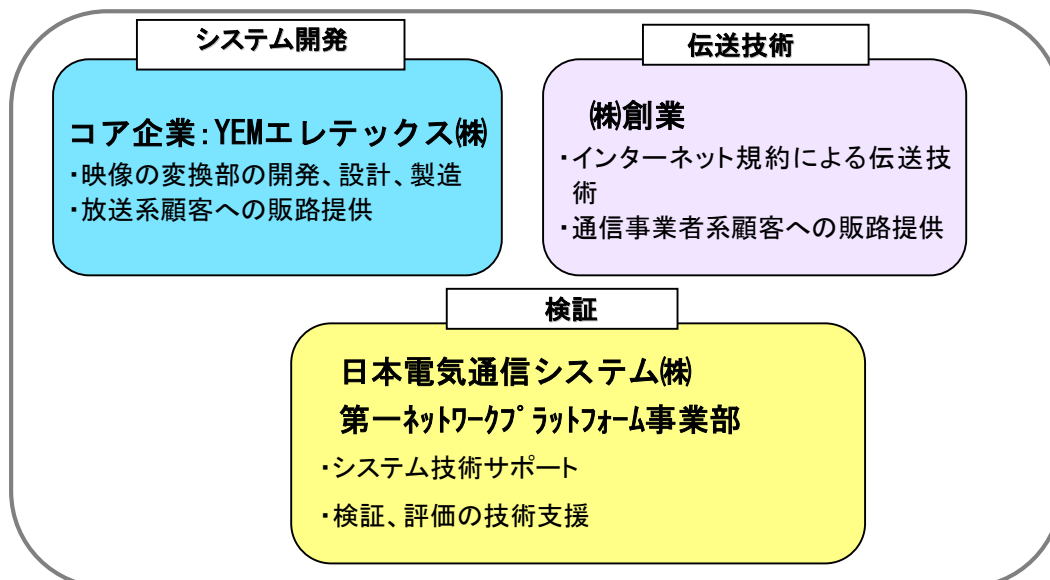 システム開発
コア企業:YEMエレテックス㈱
・映像の変換部の開発、設計、製造
・放送系顧客への販路提供
伝送技術
㈱創業
・インターネット規約による伝送技
術
・通信事業者系顧客への販路提供
検証
日本電気通信システム㈱
第一ネットワークプラットフォーム事業部
・システム技術サポート
・検証、評価の技術支援